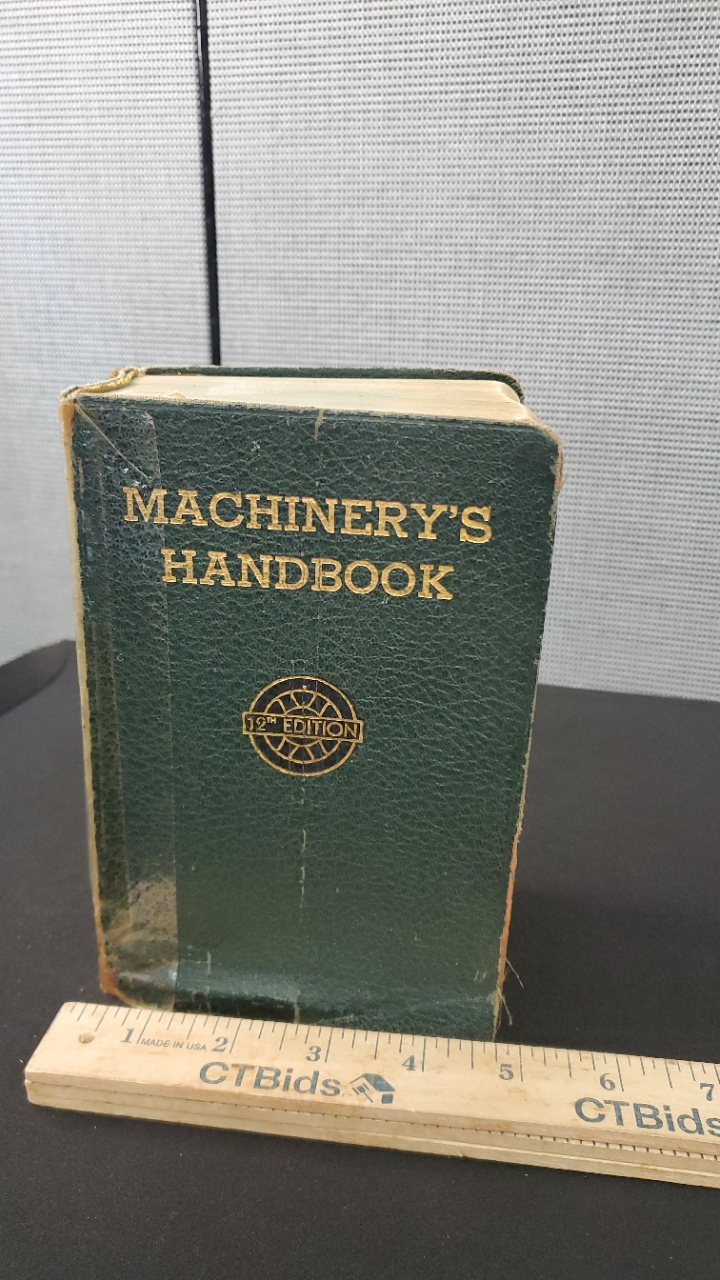 MACHINERY'S
HANDBOOK
12TH EDITION
1 MADE IN USA 2 3 4 5 6 7
CTBids CTBids